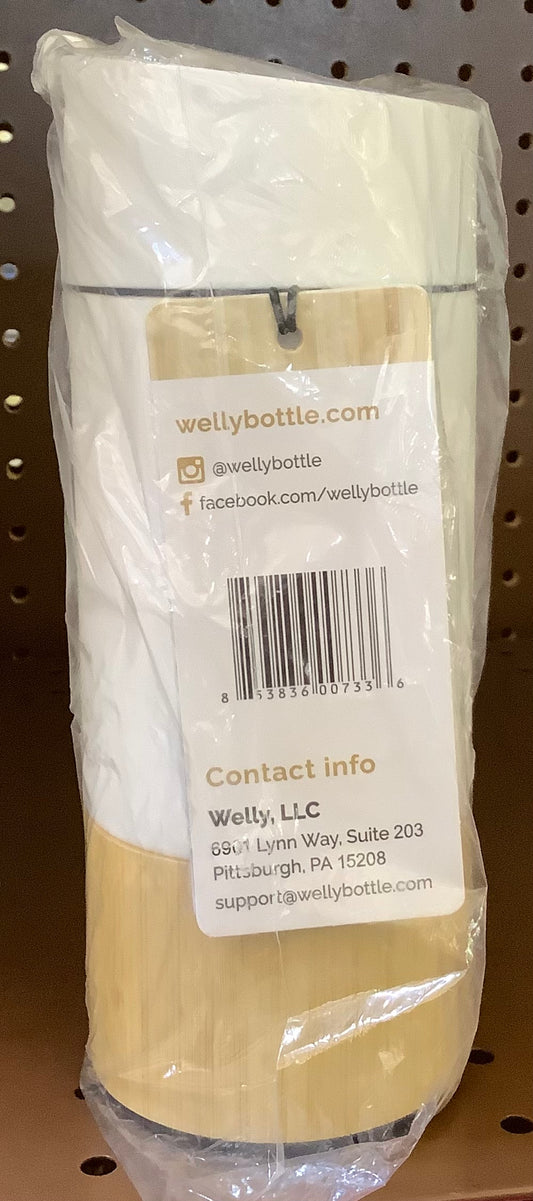 wellybottle.com
@wellybottle
facebook.com/wellybottle
8 53836 00733 6
Contact info
Welly, LLC
6901 Lynn Way, Suite 203
Pittsburgh, PA 15208
support@wellybottle.com